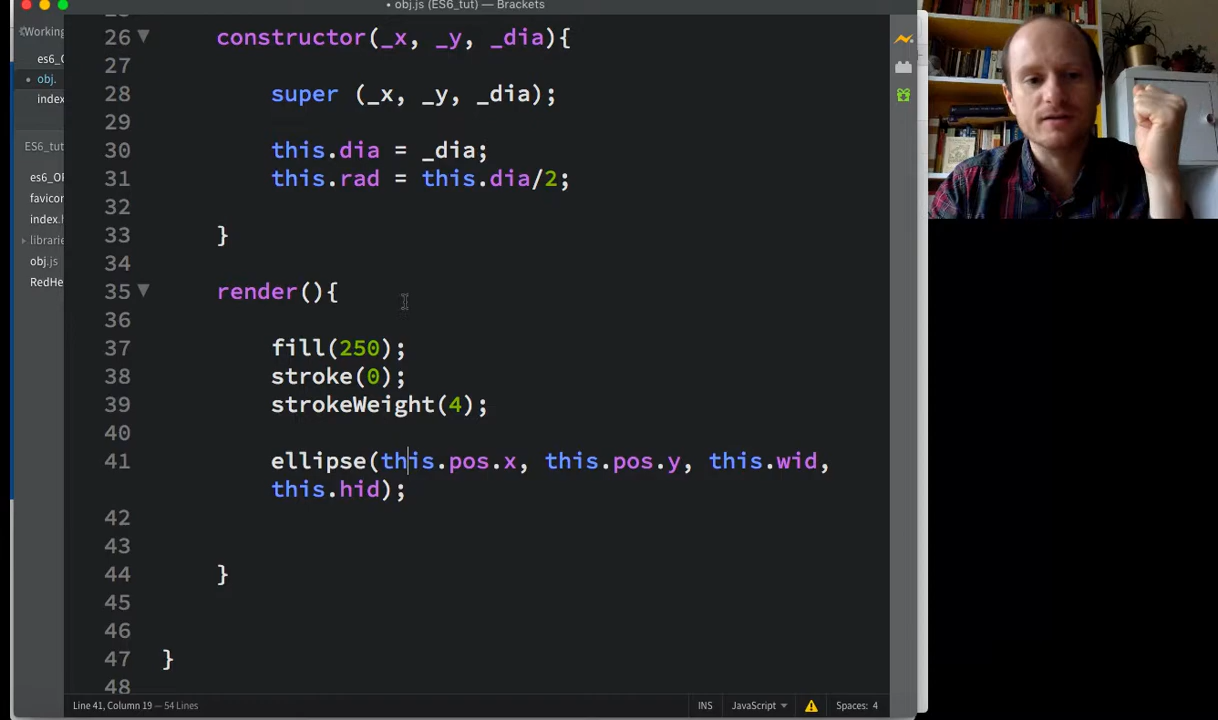 • obj.js (ES6_tut) — Brackets
Working
es6_O
• obj.
index
ES6_tut
es6_OF
favicor
index.h
librarie
obj.js
RedHe
26 constructor(_x, _y, _dia){
27
28 super (_x, _y, _dia);
29
30 this.dia = _dia;
31 this.rad = this.dia/2;
32
33 }
34
35 render(){
36
37 fill(250);
38 stroke(0);
39 strokeWeight(4);
40
41 ellipse(this.pos.x, this.pos.y, this.wid,
this.hid);
42
43
44 }
45
46
47 }
48
Line 41, Column 19 — 54 Lines
INS
JavaScript
Spaces: 4